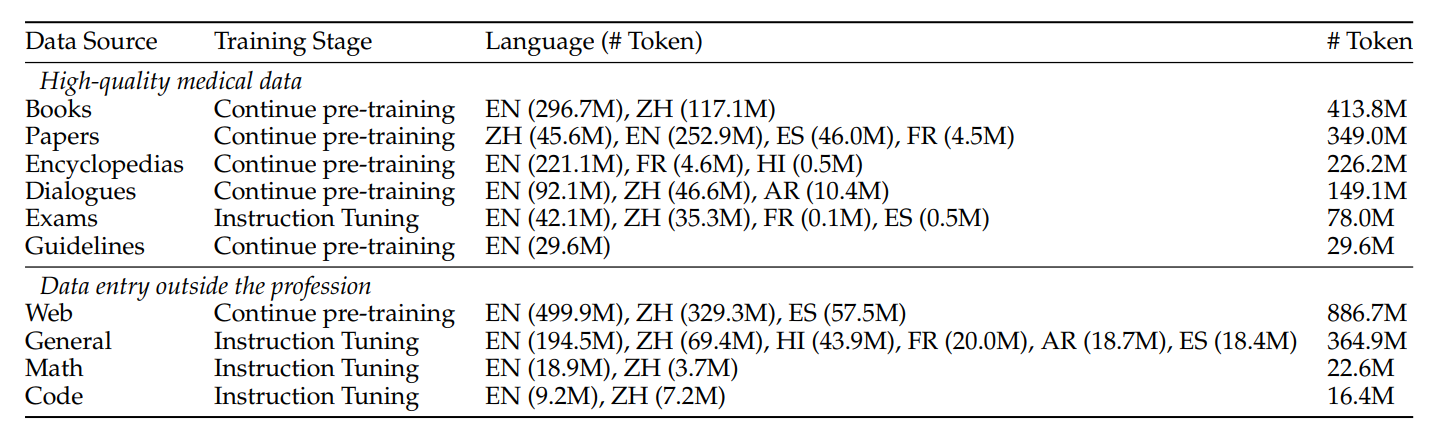 Data Source Training Stage Language (# Token) # Token
High-quality medical data
Books Continue pre-training EN (296.7M), ZH (117.1M) 413.8M
Papers Continue pre-training ZH (45.6M), EN (252.9M), ES (46.0M), FR (4.5M) 349.0M
Encyclopedias Continue pre-training EN (221.1M), FR (4.6M), HI (0.5M) 226.2M
Dialogues Continue pre-training EN (92.1M), ZH (46.6M), AR (10.4M) 149.1M
Exams Instruction Tuning EN (42.1M), ZH (35.3M), FR (0.1M), ES (0.5M) 78.0M
Guidelines Continue pre-training EN (29.6M) 29.6M
Data entry outside the profession
Web Continue pre-training EN (499.9M), ZH (329.3M), ES (57.5M) 886.7M
General Instruction Tuning EN (194.5M), ZH (69.4M), HI (43.9M), FR (20.0M), AR (18.7M), ES (18.4M) 364.9M
Math Instruction Tuning EN (18.9M), ZH (3.7M) 22.6M
Code Instruction Tuning EN (9.2M), ZH (7.2M) 16.4M